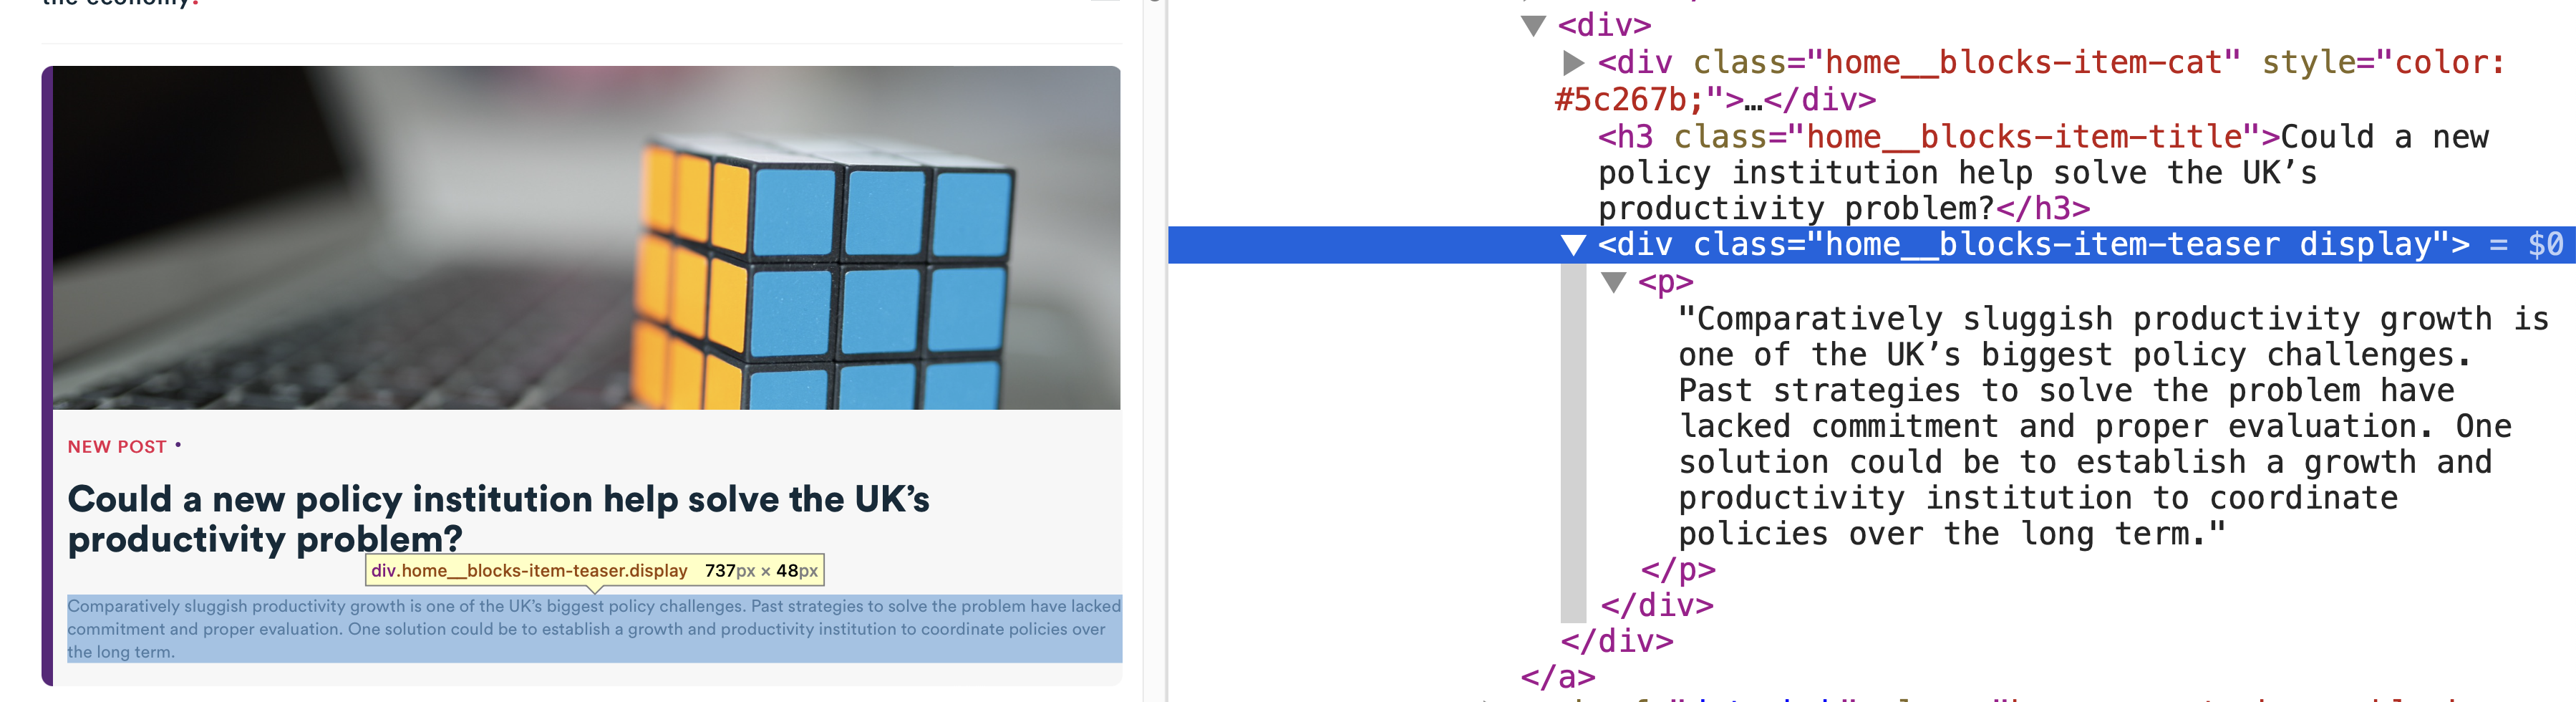 the economy.
NEW POST •
Could a new policy institution help solve the UK’s
productivity problem?
div.home__blocks-item-teaser.display 737px × 48px
Comparatively sluggish productivity growth is one of the UK’s biggest policy challenges. Past strategies to solve the problem have lacked
commitment and proper evaluation. One solution could be to establish a growth and productivity institution to coordinate policies over
the long term.
<div>
<div class="home__blocks-item-cat" style="color:
#5c267b;">…</div>
<h3 class="home__blocks-item-title">Could a new
policy institution help solve the UK’s
productivity problem?</h3>
<div class="home__blocks-item-teaser display"> = $0
<p>
"Comparatively sluggish productivity growth is
one of the UK’s biggest policy challenges.
Past strategies to solve the problem have
lacked commitment and proper evaluation. One
solution could be to establish a growth and
productivity institution to coordinate
policies over the long term."
</p>
</div>
</div>
</a>